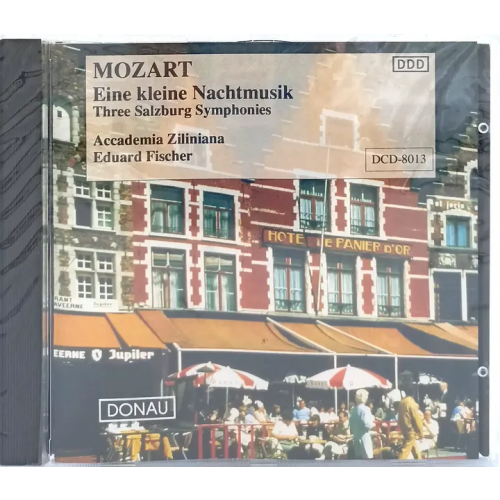 MOZART
DDD
Eine kleine Nachtmusik
Three Salzburg Symphonies
Accademia Ziliniana
Eduard Fischer
DCD-8013
HOTEL LE PANIER D'OR
Jupiler
DONAU